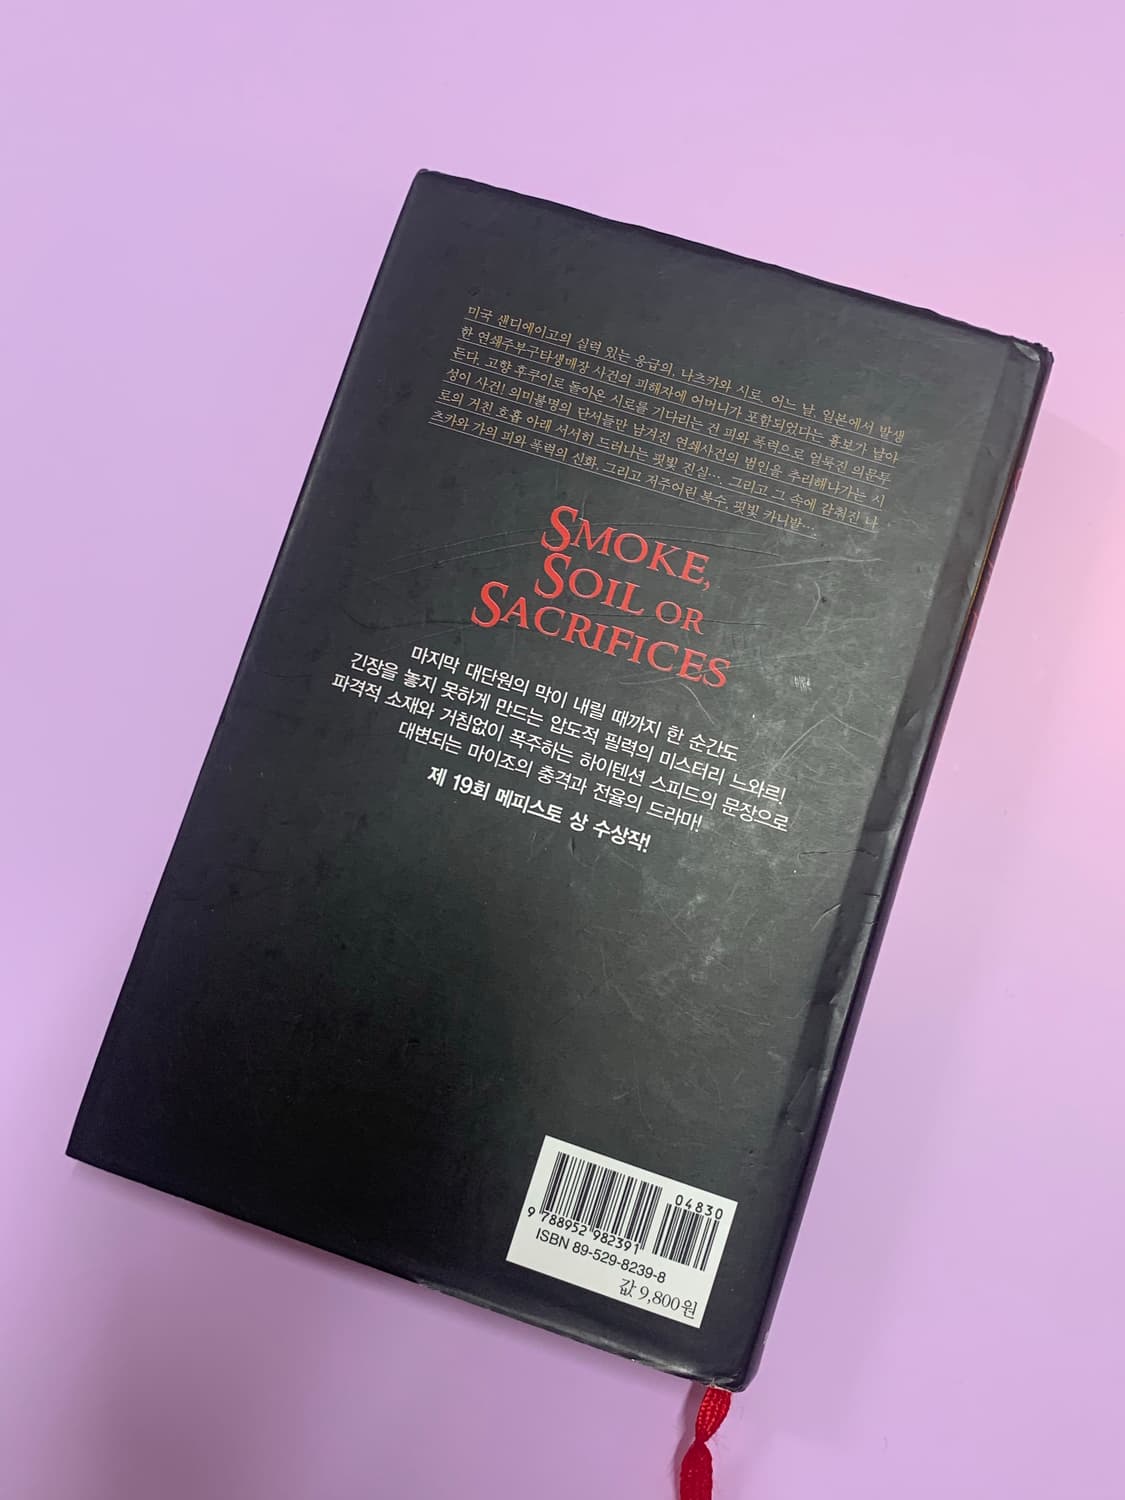 미국 샌디에이고의 실력 있는 응급의, 나츠카와 시로. 어느 날, 일본에서 발생
한 연쇄주부구타생매장 사건의 피해자에 어머니가 포함되었다는 흉보가 날아
든다. 고향 후쿠이로 돌아온 시로를 기다리는 건 피와 폭력으로 얼룩진 의문투
성이 사건! 의미불명의 단서들만 남겨진 연쇄사건의 범인을 추리해나가는 시
로의 거친 호흡 아래 서서히 드러나는 핏빛 진실…. 그리고 그 속에 감춰진 나
츠카와 가의 피와 폭력의 신화. 그리고 저주어린 복수, 핏빛 카니발….
SMOKE,
SOIL OR
SACRIFICES
마지막 대단원의 막이 내릴 때까지 한 순간도
긴장을 놓지 못하게 만드는 압도적 필력의 미스터리 느와르!
파격적 소재와 거침없이 폭주하는 하이텐션 스피드의 문장으로
대변되는 마이조의 충격과 전율의 드라마!
제 19회 메피스토 상 수상작!
04830
9 788952 982391
ISBN 89-529-8239-8
값 9,800원